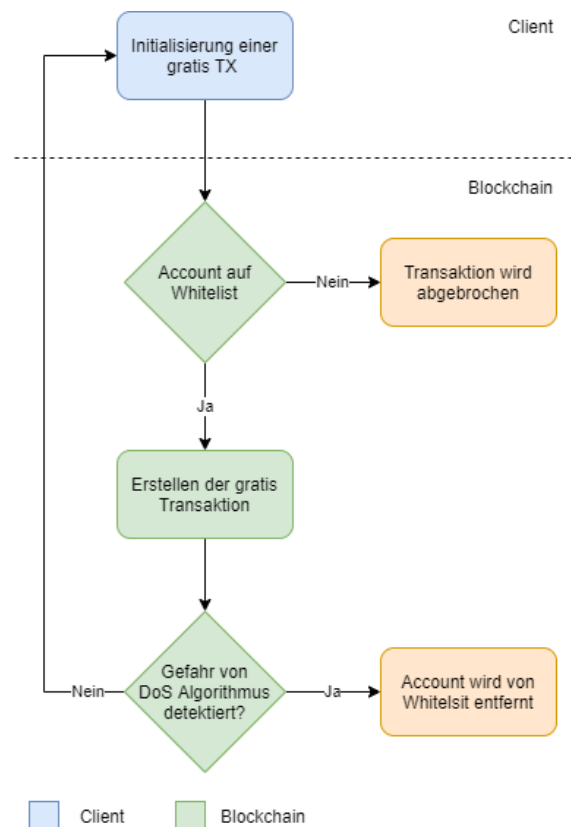 Client
Initialisierung einer
gratis TX
Blockchain
Account auf
Whitelist
Nein
Transaktion wird
abgebrochen
Ja
Erstellen der gratis
Transaktion
Gefahr von
DoS Algorithmus
detektiert?
Nein
Ja
Account wird von
Whitelsit entfernt
Client
Blockchain